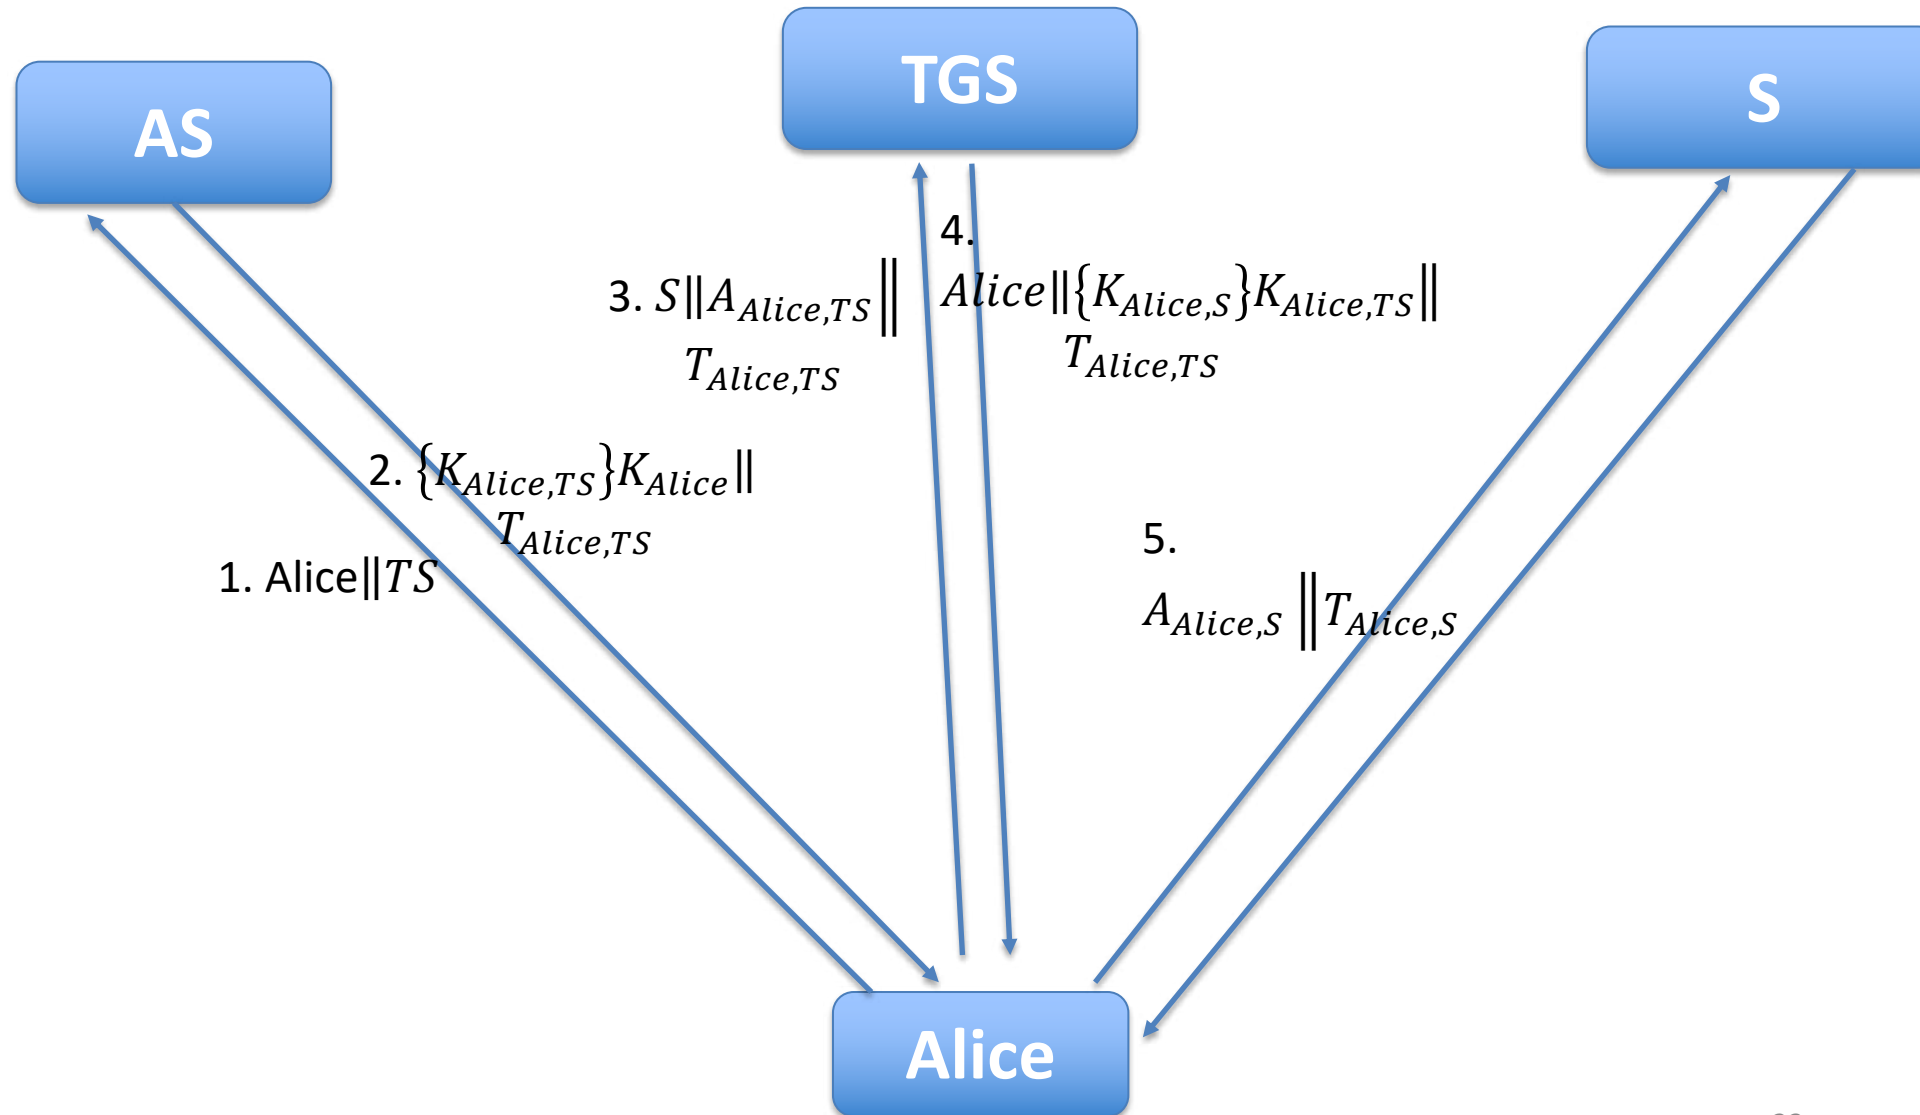 AS
TGS
S
1. Alice‖TS
2. {K_{Alice,TS}}K_{Alice}‖
T_{Alice,TS}
3. S‖A_{Alice,TS}‖
T_{Alice,TS}
4.
Alice‖{K_{Alice,S}}K_{Alice,TS}‖
T_{Alice,TS}
5.
A_{Alice,S} ‖T_{Alice,S}
Alice